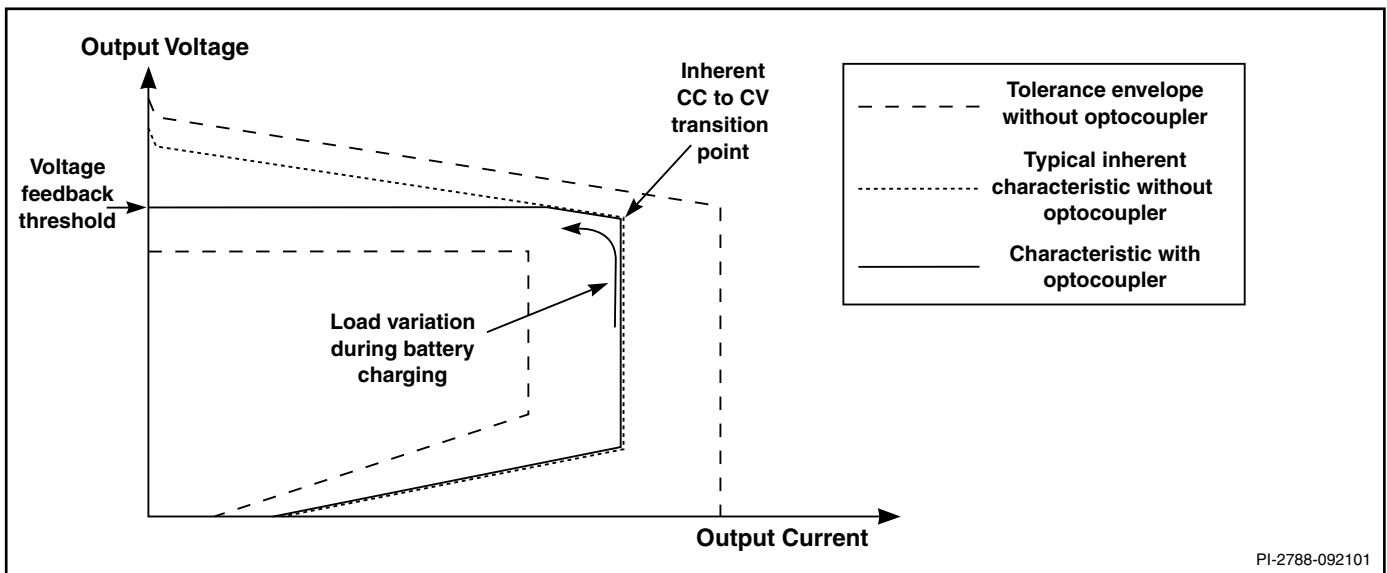 Output Voltage
Inherent
CC to CV
transition
point
Voltage
feedback
threshold
Load variation
during battery
charging
Output Current
Tolerance envelope
without optocoupler
Typical inherent
characteristic without
optocoupler
Characteristic with
optocoupler
PI-2788-092101